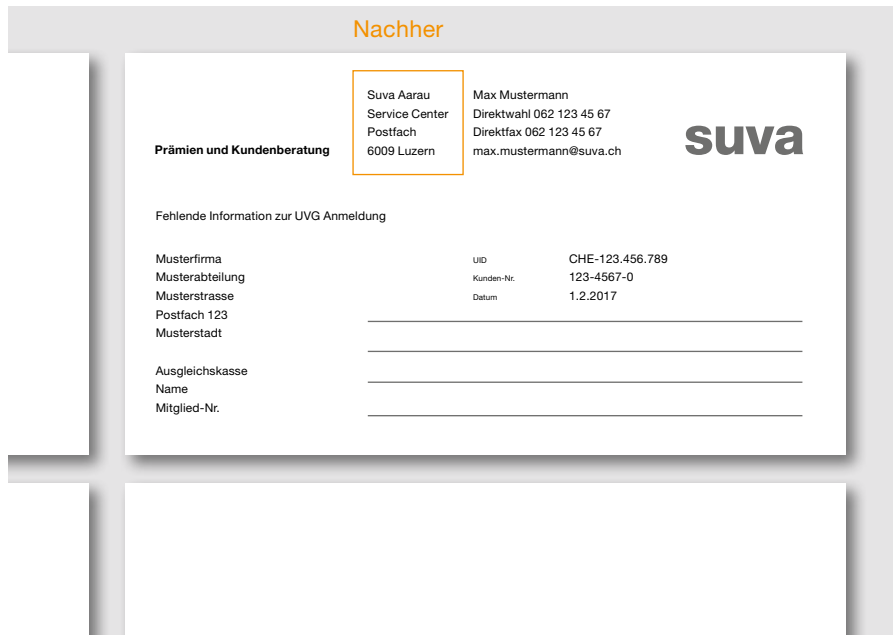 Nachher
Prämien und Kundenberatung
Suva Aarau
Service Center
Postfach
6009 Luzern
Max Mustermann
Direktwahl 062 123 45 67
Direktfax 062 123 45 67
max.mustermann@suva.ch
suva
Fehlende Information zur UVG Anmeldung
Musterfirma
Musterabteilung
Musterstrasse
Postfach 123
Musterstadt
UID CHE-123.456.789
Kunden-Nr. 123-4567-0
Datum 1.2.2017
Ausgleichskasse
Name
Mitglied-Nr.